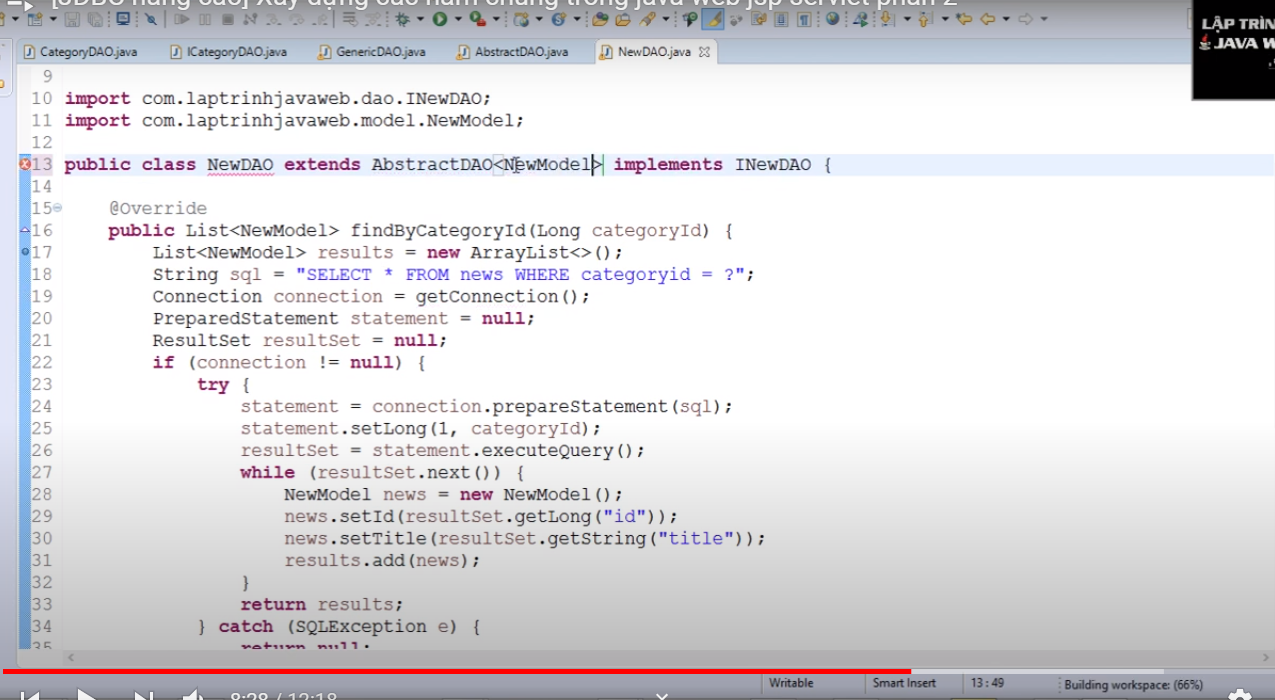 [JDBC nâng cao] Xây dựng các hàm chung trong java web jsp servlet phần 2
LẬP TRÌN
JAVA W
CategoryDAO.java ICategoryDAO.java GenericDAO.java AbstractDAO.java NewDAO.java
9
10 import com.laptrinhjavaweb.dao.INewDAO;
11 import com.laptrinhjavaweb.model.NewModel;
12
13 public class NewDAO extends AbstractDAO<NewModel> implements INewDAO {
14
15 @Override
16 public List<NewModel> findByCategoryId(Long categoryId) {
17 List<NewModel> results = new ArrayList<>();
18 String sql = "SELECT * FROM news WHERE categoryid = ?";
19 Connection connection = getConnection();
20 PreparedStatement statement = null;
21 ResultSet resultSet = null;
22 if (connection != null) {
23 try {
24 statement = connection.prepareStatement(sql);
25 statement.setLong(1, categoryId);
26 resultSet = statement.executeQuery();
27 while (resultSet.next()) {
28 NewModel news = new NewModel();
29 news.setId(resultSet.getLong("id"));
30 news.setTitle(resultSet.getString("title"));
31 results.add(news);
32 }
33 return results;
34 } catch (SQLException e) {
35 return null;
8:28 / 12:18
Writable Smart Insert 13 : 49 Building workspace: (66%)